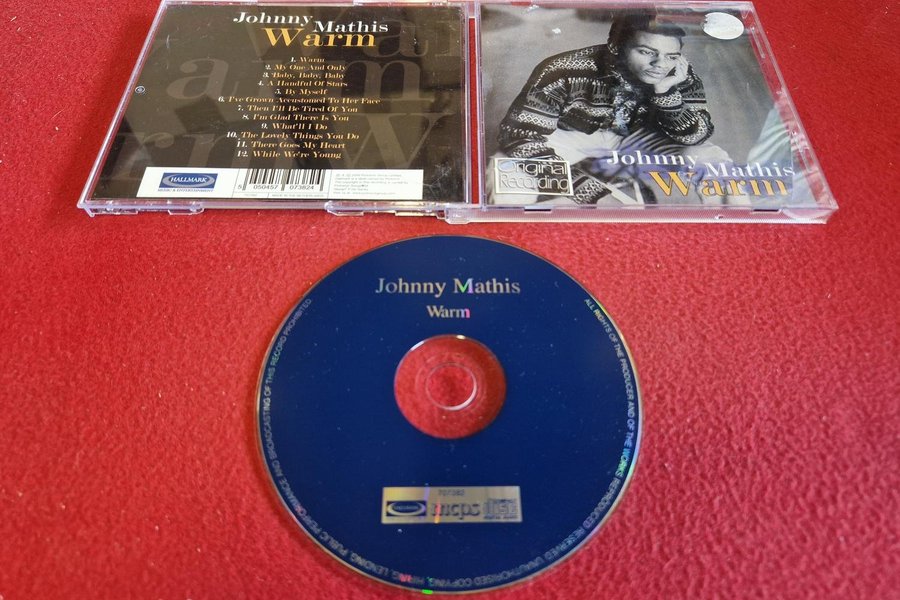 Johnny
Mathis
Warm
1. Warm
2. My One And Only
3. Baby, Baby, Baby
4. A Handful Of Stars
5. By Myself
6. I've Grown Accustomed To Her Face
7. Then I'll Be Tired Of You
8. I'm Glad There Is You
9. What'll I Do
10. The Lovely Things You Do
11. There Goes My Heart
12. While We're Young
HALLMARK
MUSIC & ENTERTAINMENT
5 050457 073824
Original
Recording
Johnny
Mathis
Warm
Johnny Mathis
Warm
ALL RIGHTS OF THE PRODUCER AND OF THE WORKS REPRODUCED RESERVED. UNAUTHORISED COPYING, HIRING, LENDING, PUBLIC PERFORMANCE AND BROADCASTING OF THIS RECORD PROHIBITED.
707382
HALLMARK
mcps